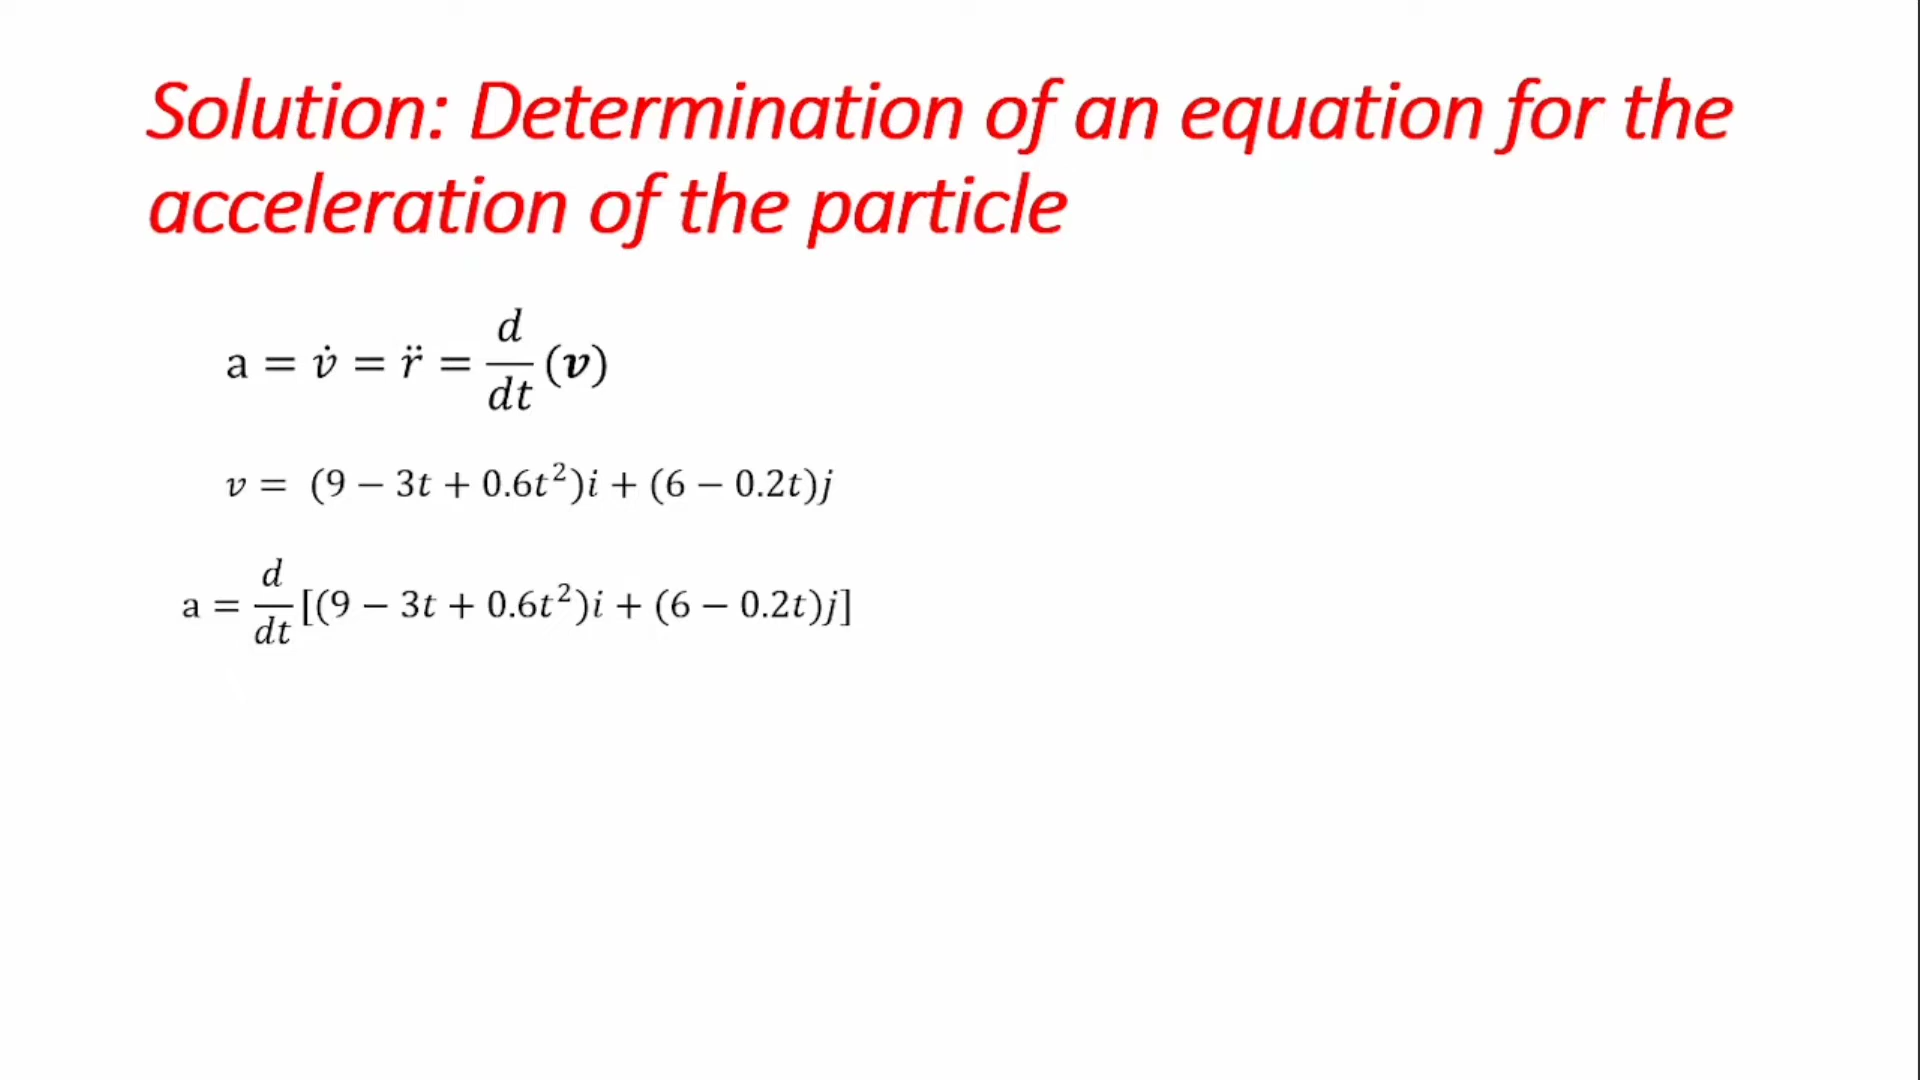 Solution: Determination of an equation for the
acceleration of the particle
a = v̇ = r̈ = d/dt (v)
v = (9 − 3t + 0.6t²)i + (6 − 0.2t)j
a = d/dt [(9 − 3t + 0.6t²)i + (6 − 0.2t)j]